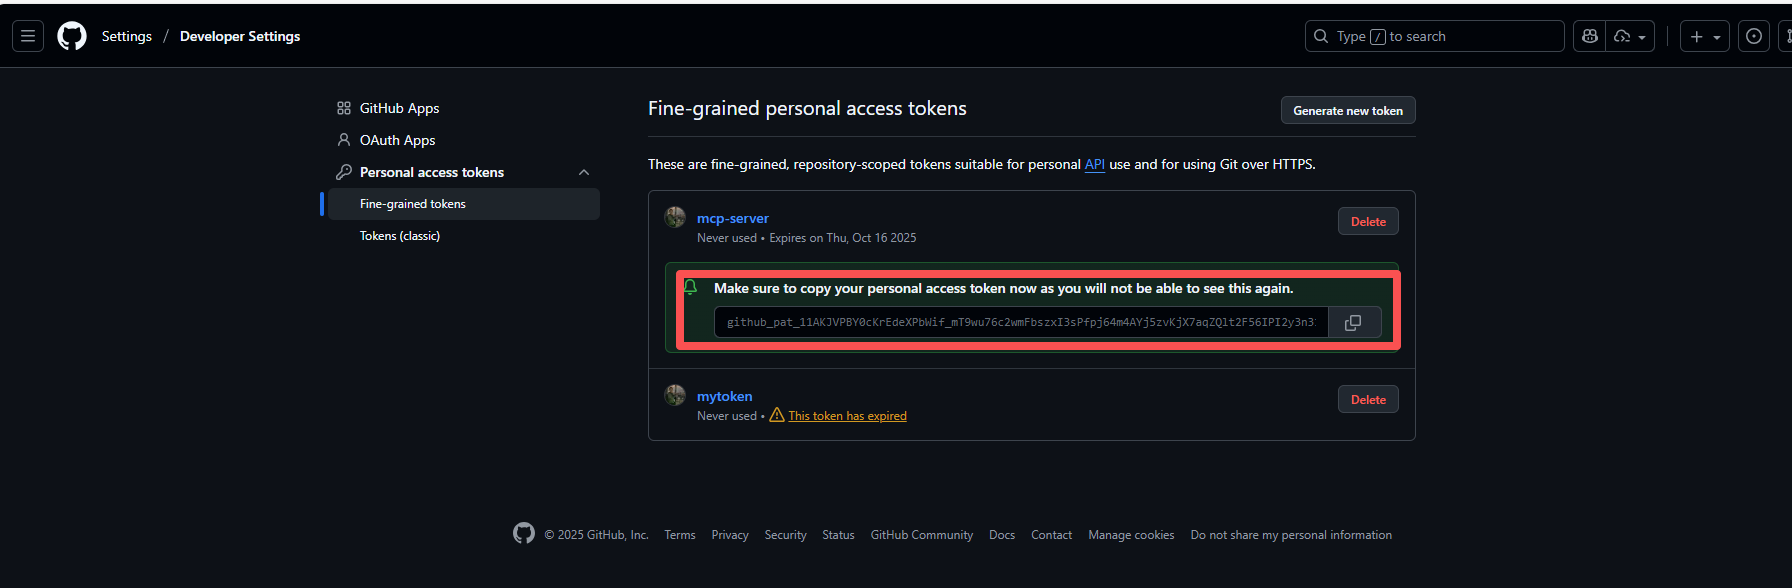 Settings / Developer Settings
Type / to search
GitHub Apps
OAuth Apps
Personal access tokens
Fine-grained tokens
Tokens (classic)
Fine-grained personal access tokens
Generate new token
These are fine-grained, repository-scoped tokens suitable for personal API use and for using Git over HTTPS.
mcp-server
Delete
Never used • Expires on Thu, Oct 16 2025
Make sure to copy your personal access token now as you will not be able to see this again.
mytoken
Delete
Never used • This token has expired
© 2025 GitHub, Inc. Terms Privacy Security Status GitHub Community Docs Contact Manage cookies Do not share my personal information